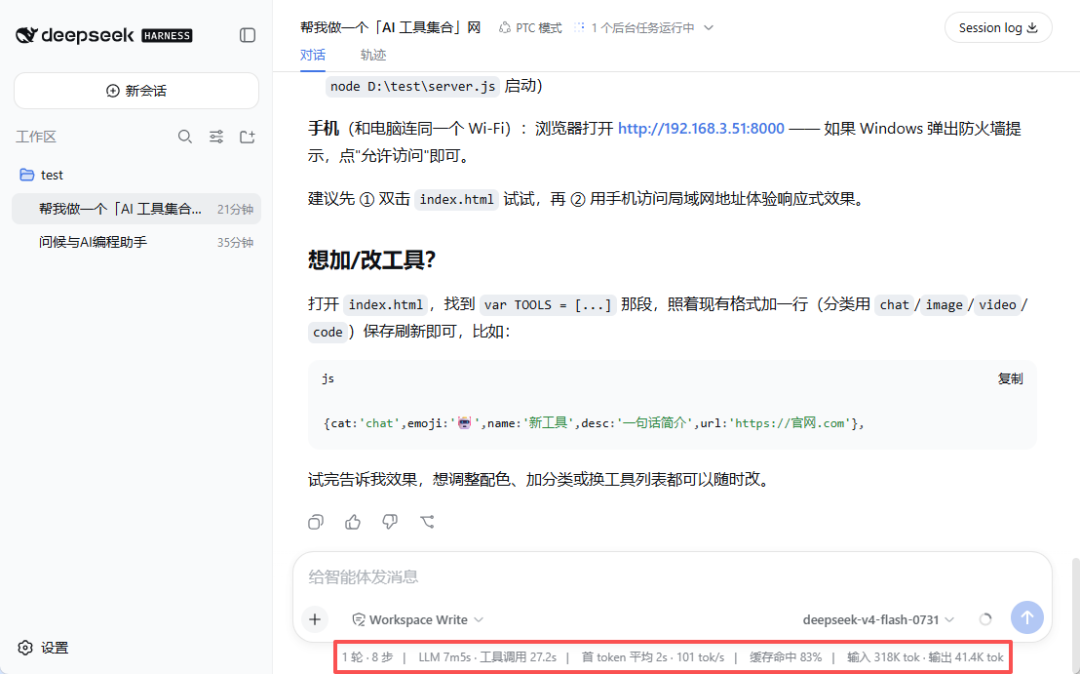 deepseek HARNESS
新会话
工作区
test
帮我做一个「AI 工具集合... 21分钟
问候与AI编程助手 35分钟
设置
帮我做一个「AI 工具集合」网 PTC 模式 1 个后台任务运行中
Session log
对话 轨迹
node D:\test\server.js 启动)
手机（和电脑连同一个 Wi-Fi）：浏览器打开 http://192.168.3.51:8000 —— 如果 Windows 弹出防火墙提
示，点"允许访问"即可。
建议先 ① 双击 index.html 试试，再 ② 用手机访问局域网地址体验响应式效果。
想加/改工具？
打开 index.html，找到 var TOOLS = [...] 那段，照着现有格式加一行（分类用 chat/image/video/
code）保存刷新即可，比如：
js 复制
{cat:'chat',emoji:'🤖',name:'新工具',desc:'一句话简介',url:'https://官网.com'},
试完告诉我效果，想调整配色、加分类或换工具列表都可以随时改。
给智能体发消息
Workspace Write deepseek-v4-flash-0731
1 轮 · 8 步 | LLM 7m5s · 工具调用 27.2s | 首 token 平均 2s · 101 tok/s | 缓存命中 83% | 输入 318K tok · 输出 41.4K tok